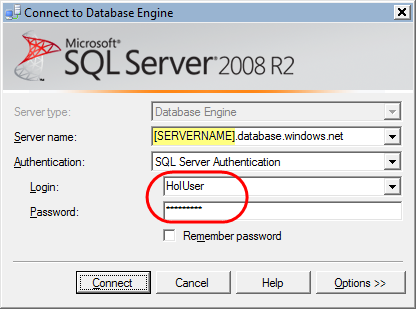 Connect to Database Engine
Microsoft®
SQL Server® 2008 R2
Server type: Database Engine
Server name: [SERVERNAME].database.windows.net
Authentication: SQL Server Authentication
Login: HolUser
Password: *********
Remember password
Connect Cancel Help Options >>